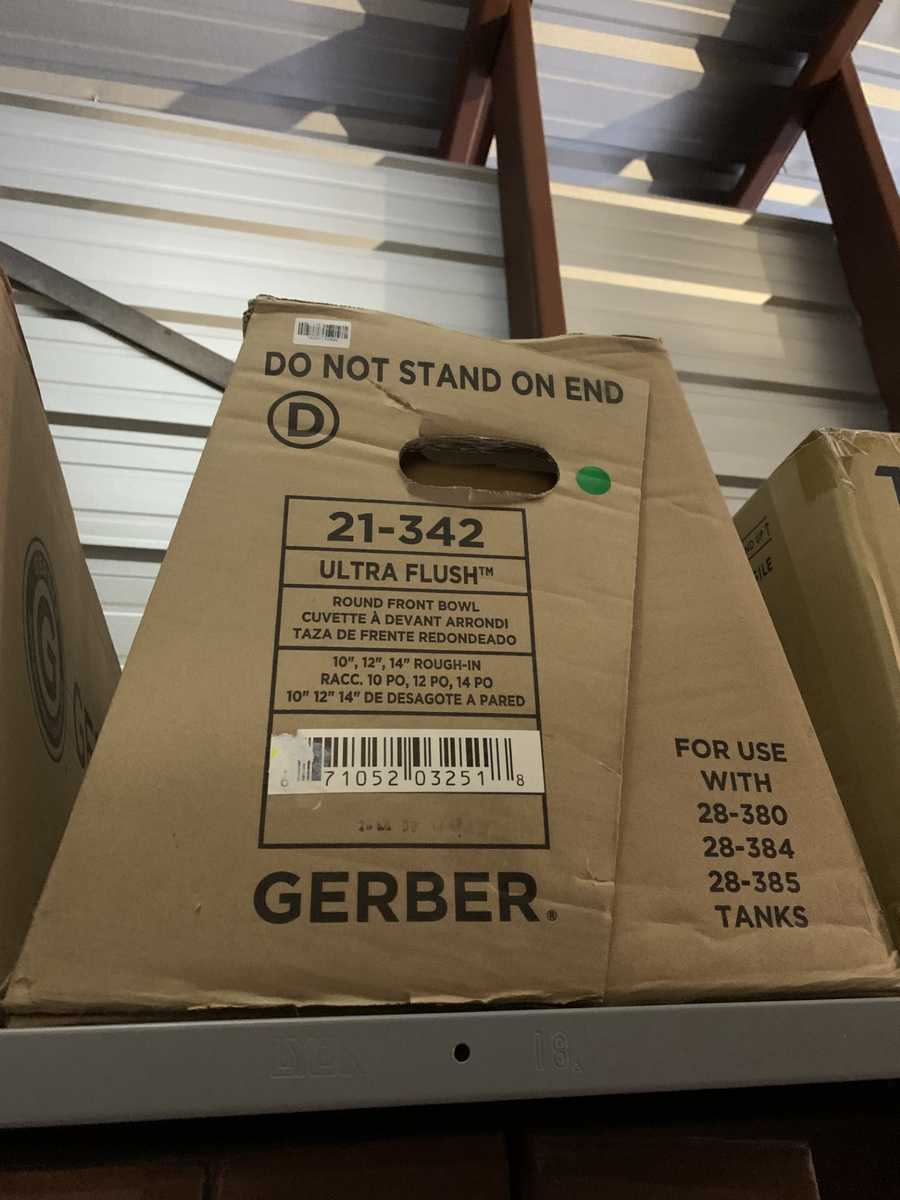 DO NOT STAND ON END
D
21-342
ULTRA FLUSH™
ROUND FRONT BOWL
CUVETTE À DEVANT ARRONDI
TAZA DE FRENTE REDONDEADO
10", 12", 14" ROUGH-IN
RACC. 10 PO, 12 PO, 14 PO
10" 12" 14" DE DESAGOTE A PARED
6 71052 03251 8
GERBER®
FOR USE
WITH
28-380
28-384
28-385
TANKS
G
LYON
18